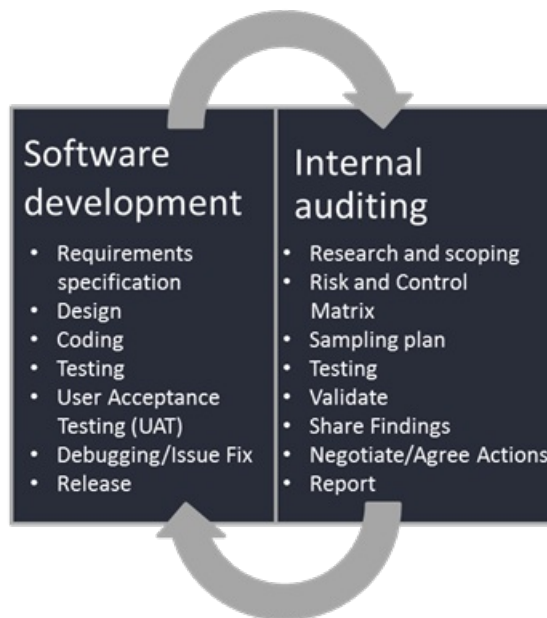 Software
development
• Requirements
specification
• Design
• Coding
• Testing
• User Acceptance
Testing (UAT)
• Debugging/Issue Fix
• Release
Internal
auditing
• Research and scoping
• Risk and Control
Matrix
• Sampling plan
• Testing
• Validate
• Share Findings
• Negotiate/Agree Actions
• Report